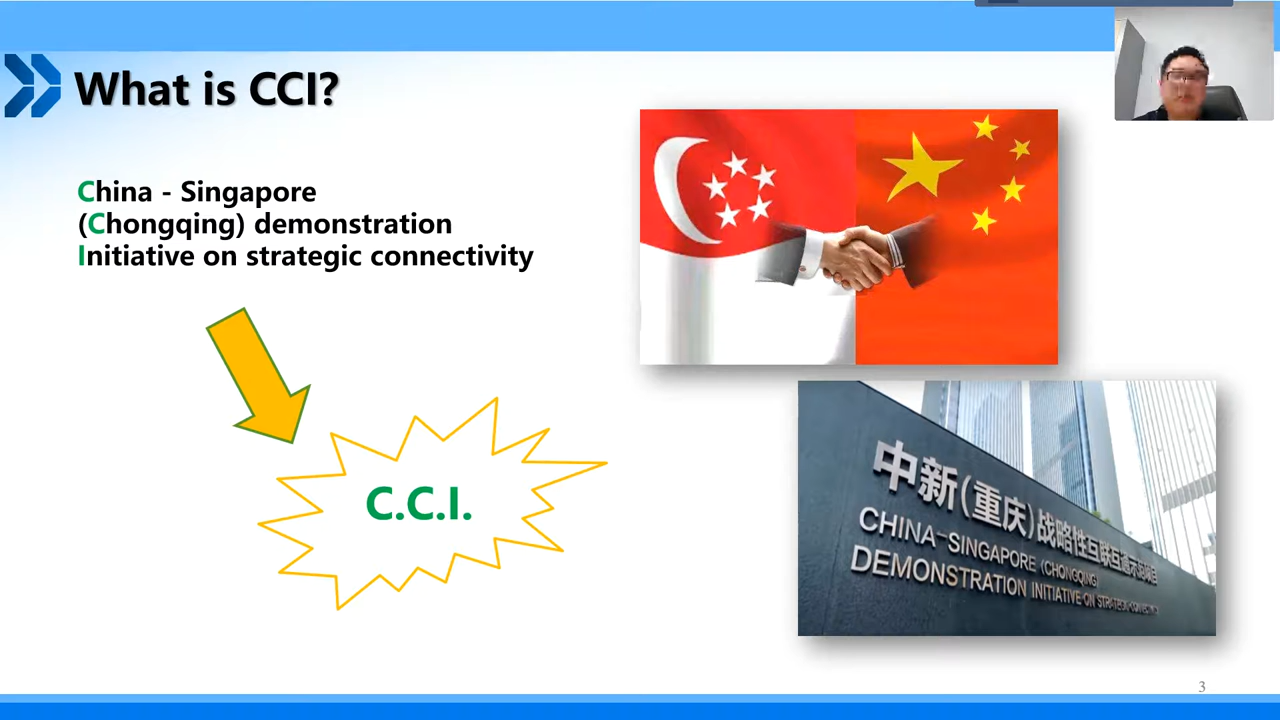 What is CCI?
China - Singapore
(Chongqing) demonstration
Initiative on strategic connectivity
C.C.I.
中新(重庆)战略性互联互通示范项目
CHINA-SINGAPORE (CHONGQING)
DEMONSTRATION INITIATIVE ON STRATEGIC CONNECTIVITY
3